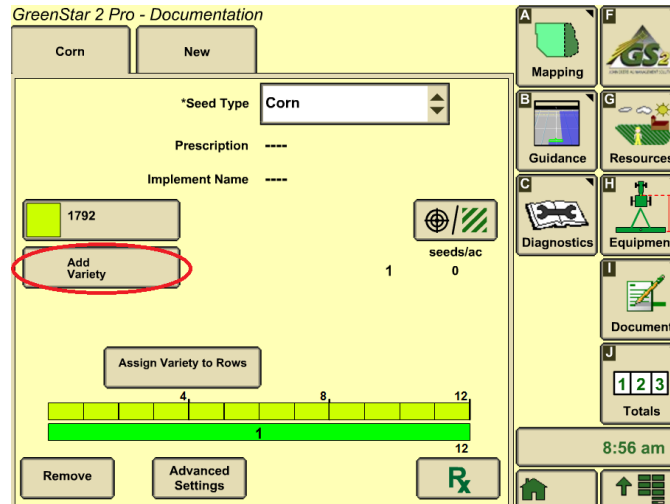 GreenStar 2 Pro - Documentation
Corn
New
*Seed Type
Corn
Prescription
----
Implement Name
----
1792
seeds/ac
Add
Variety
1
0
Assign Variety to Rows
4
8
12
1
12
Remove
Advanced
Settings
Rx
A
Mapping
F
GS2
B
Guidance
G
Resources
C
Diagnostics
H
Equipmen
I
Document
J
1 2 3
Totals
8:56 am